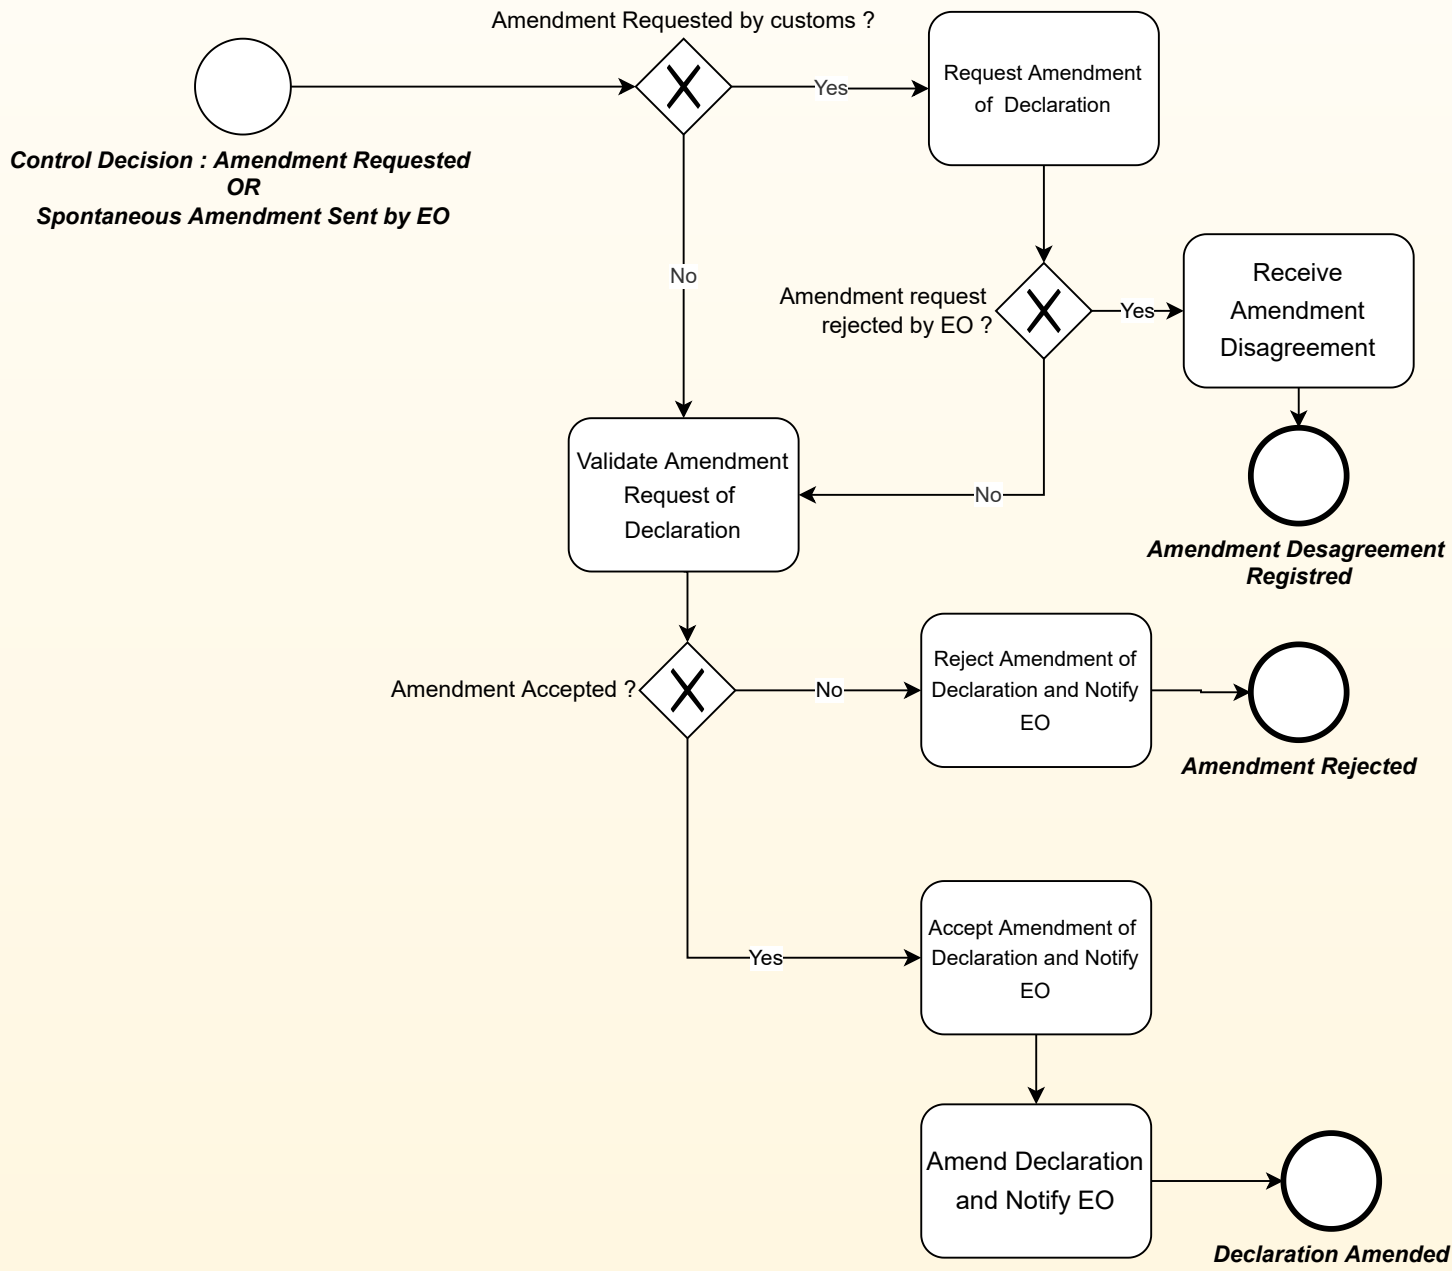 Amendment Requested by customs ?
Yes
Request Amendment
of Declaration
Control Decision : Amendment Requested
OR
Spontaneous Amendment Sent by EO
No
Amendment request
rejected by EO ?
Yes
Receive
Amendment
Disagreement
Validate Amendment
Request of
Declaration
No
Amendment Desagreement
Registred
Amendment Accepted ?
No
Reject Amendment of
Declaration and Notify
EO
Amendment Rejected
Yes
Accept Amendment of
Declaration and Notify
EO
Amend Declaration
and Notify EO
Declaration Amended